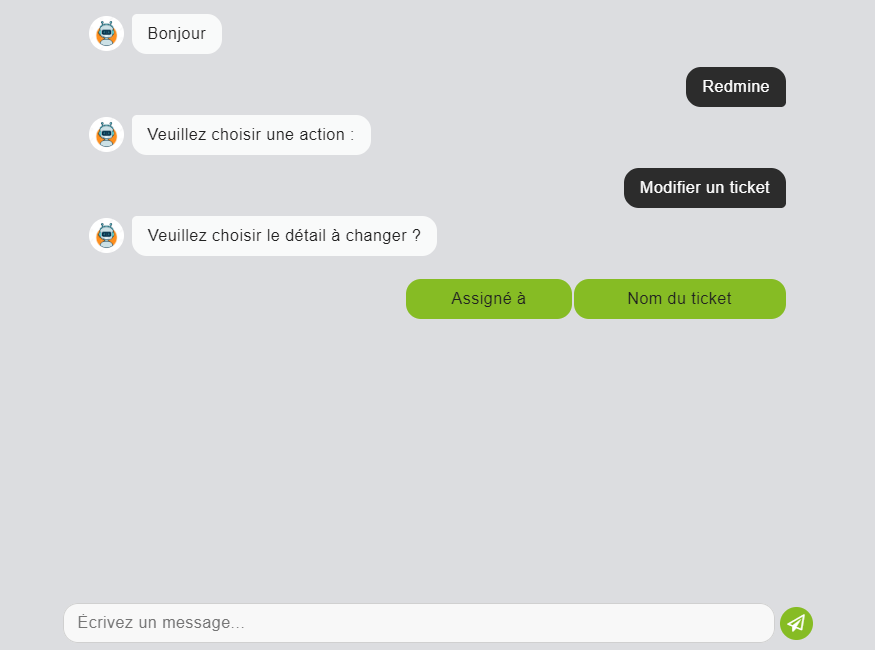 Bonjour
Redmine
Veuillez choisir une action :
Modifier un ticket
Veuillez choisir le détail à changer ?
Assigné à
Nom du ticket
Écrivez un message...